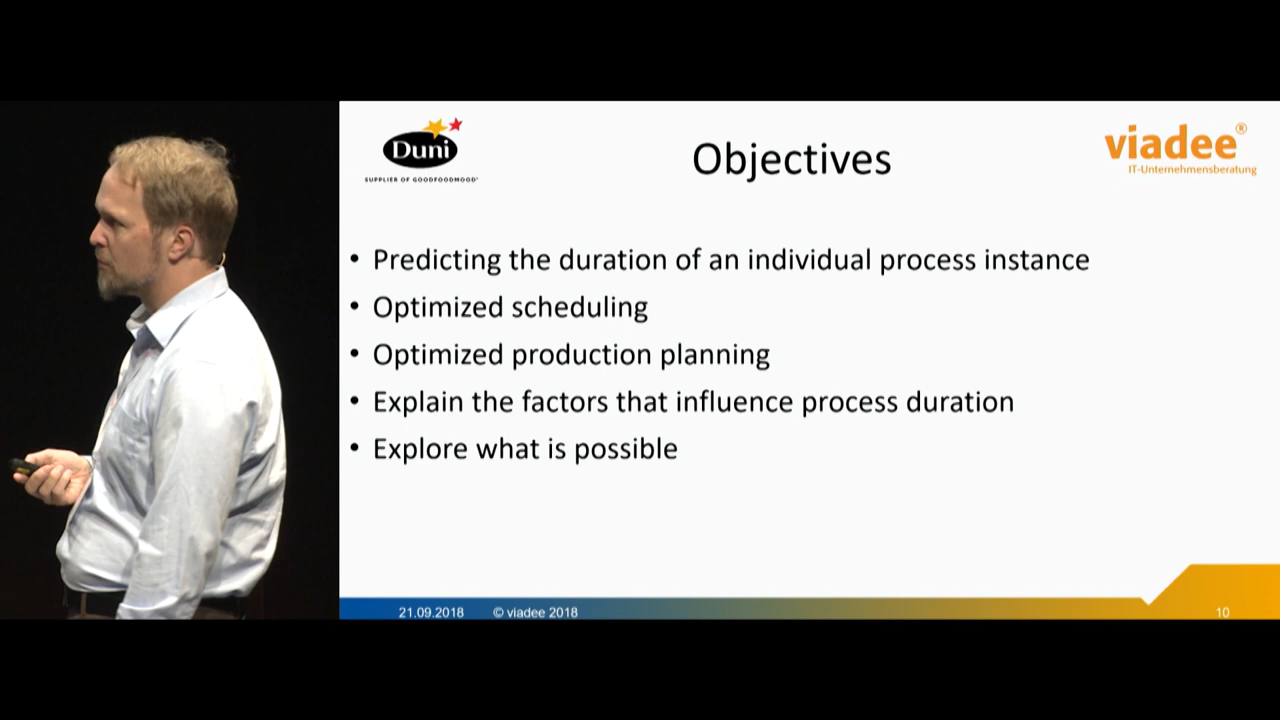 Duni
SUPPLIER OF GOODFOODMOOD®
Objectives
viadee®
IT-Unternehmensberatung
• Predicting the duration of an individual process instance
• Optimized scheduling
• Optimized production planning
• Explain the factors that influence process duration
• Explore what is possible
21.09.2018 © viadee 2018 10